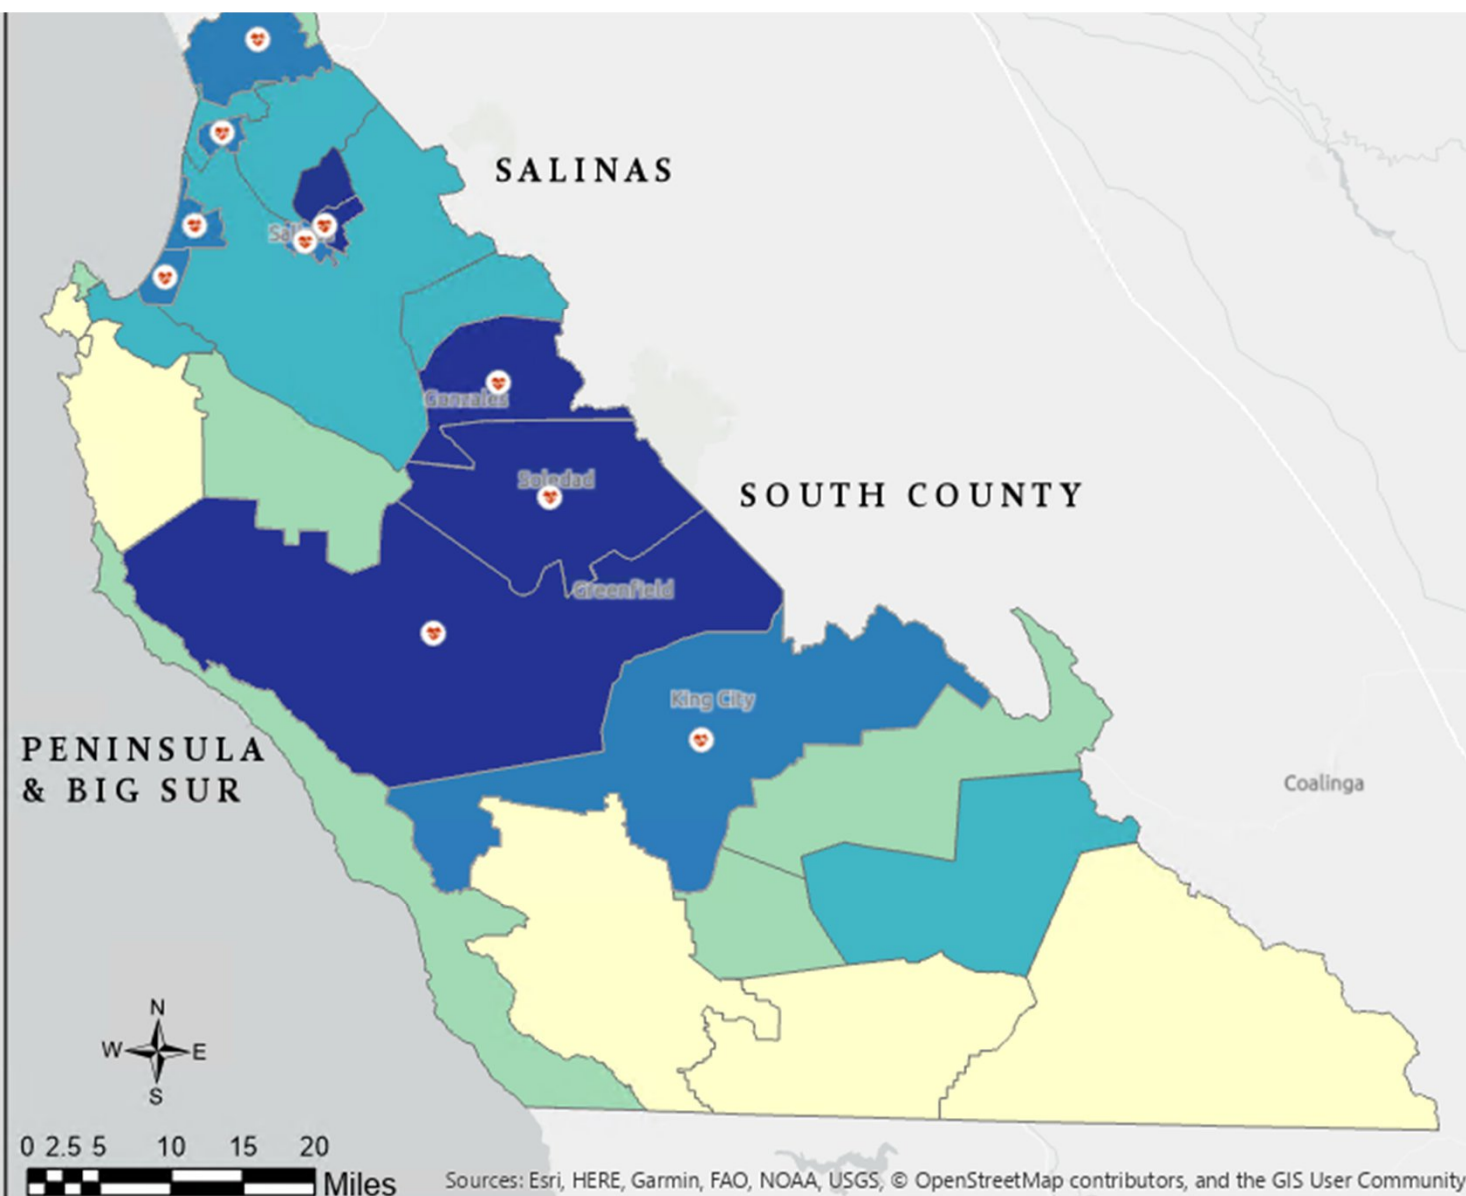 SALINAS
Salinas
Gonzales
Soledad
SOUTH COUNTY
Greenfield
King City
PENINSULA
& BIG SUR
Coalinga
N
W E
S
0 2.5 5 10 15 20
Miles
Sources: Esri, HERE, Garmin, FAO, NOAA, USGS, © OpenStreetMap contributors, and the GIS User Community